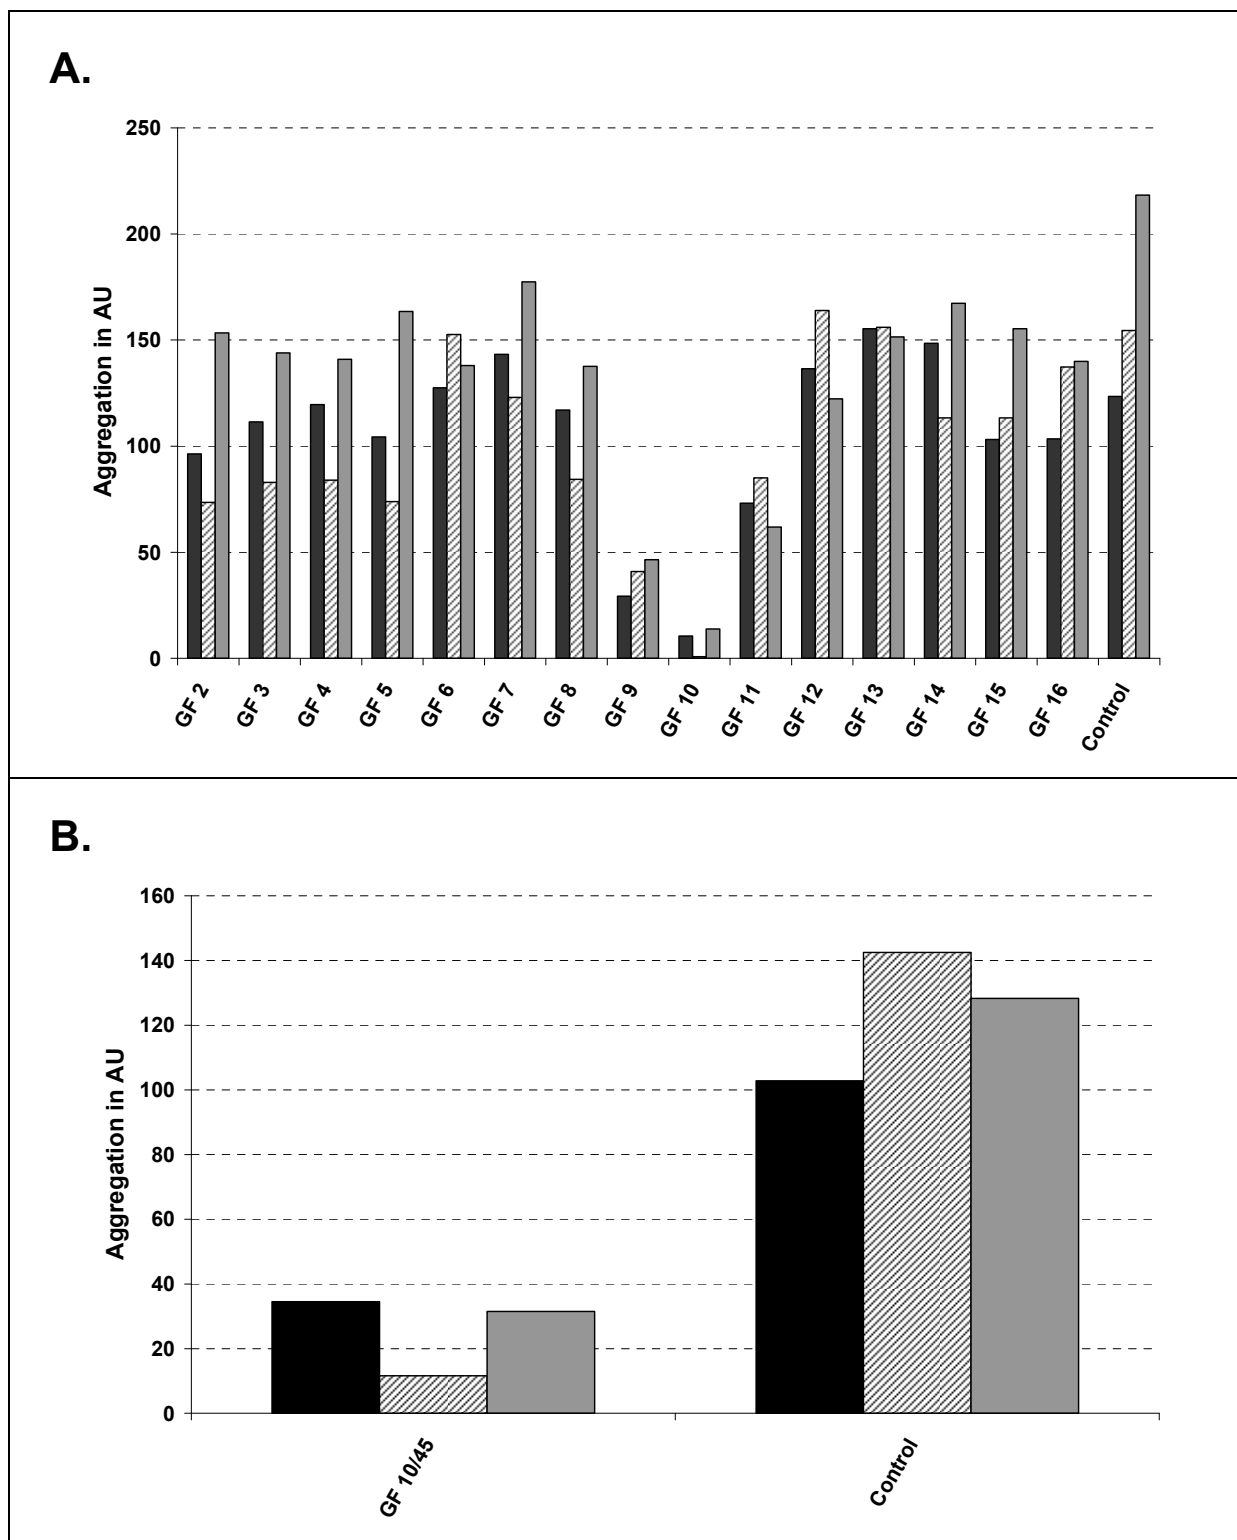 A.
Aggregation in AU
250
200
150
100
50
0
GF 2
GF 3
GF 4
GF 5
GF 6
GF 7
GF 8
GF 9
GF 10
GF 11
GF 12
GF 13
GF 14
GF 15
GF 16
Control
B.
Aggregation in AU
160
140
120
100
80
60
40
20
0
GF 10/45
Control